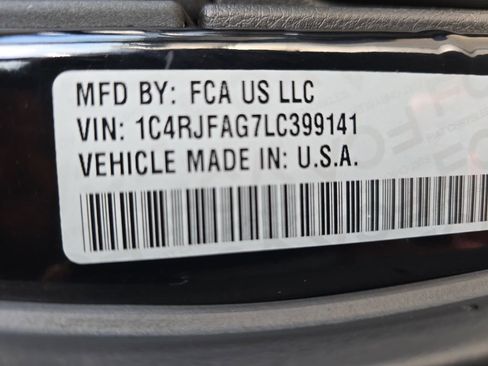 MFD BY: FCA US LLC
VIN: 1C4RJFAG7LC399141
VEHICLE MADE IN: U.S.A.